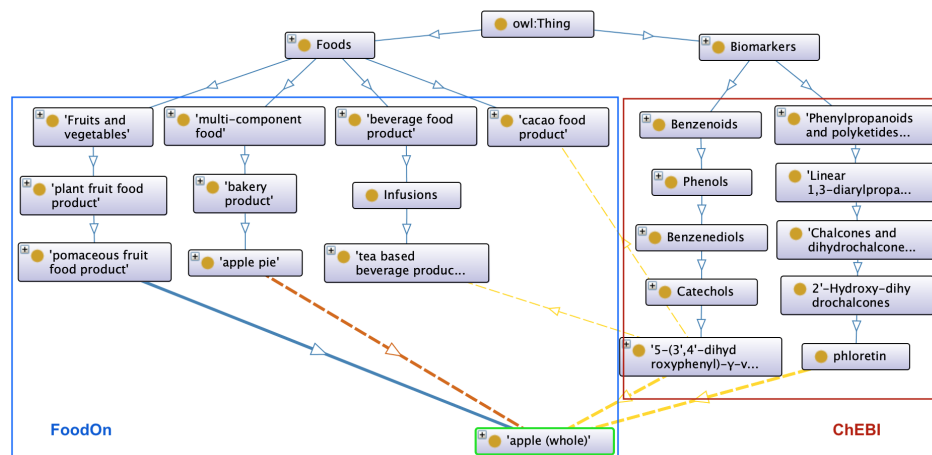 owl:Thing
Foods
Biomarkers
'Fruits and
vegetables'
'multi-component
food'
'beverage food
product'
'cacao food
product'
Benzenoids
'Phenylpropanoids
and polyketides...
'plant fruit food
product'
'bakery
product'
Infusions
Phenols
'Linear
1,3-diarylpropa...
'pomaceous fruit
food product'
'apple pie'
'tea based
beverage produc...
Benzenediols
'Chalcones and
dihydrochalcone...
Catechols
2'-Hydroxy-dihy
drochalcones
'5-(3',4'-dihyd
roxyphenyl)-γ-v...
phloretin
FoodOn
'apple (whole)'
ChEBI